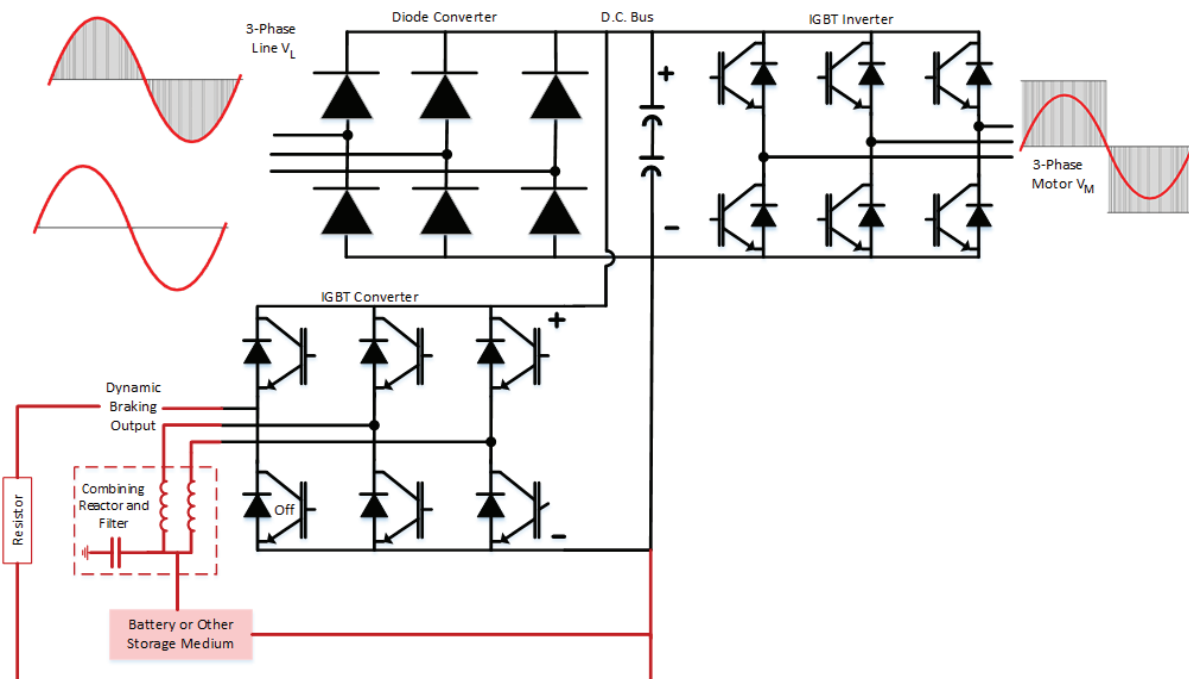 Diode Converter
D.C. Bus
IGBT Inverter
3-Phase
Line VL
+
-
3-Phase
Motor VM
IGBT Converter
+
Dynamic
Braking
Output
Off
-
Combining
Reactor and
Filter
Resistor
Battery or Other
Storage Medium